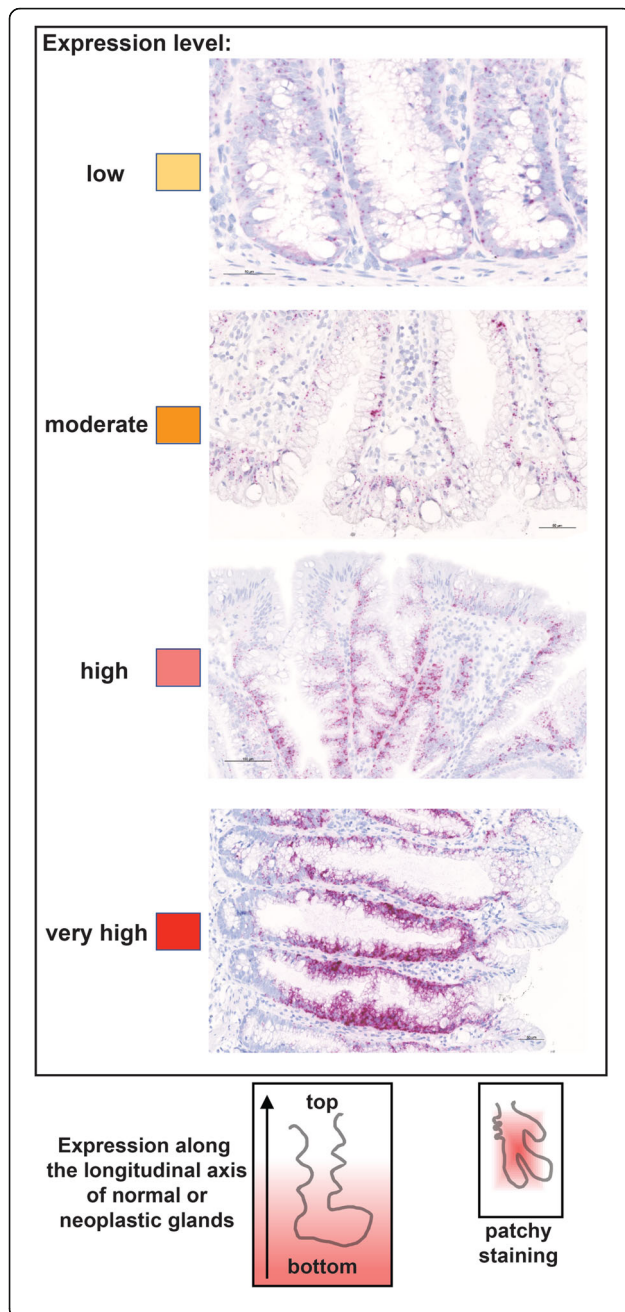 Expression level:
low
moderate
high
very high
Expression along
the longitudinal axis
of normal or
neoplastic glands
top
bottom
patchy
staining